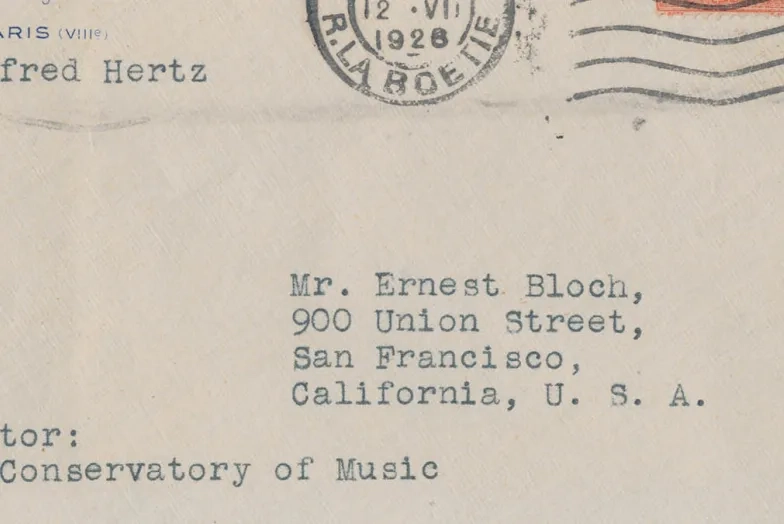 12 ·VII
1926
R. LA BOETIE
ARIS (VIIIe)
fred Hertz
Mr. Ernest Bloch,
900 Union Street,
San Francisco,
California, U. S. A.
tor:
Conservatory of Music